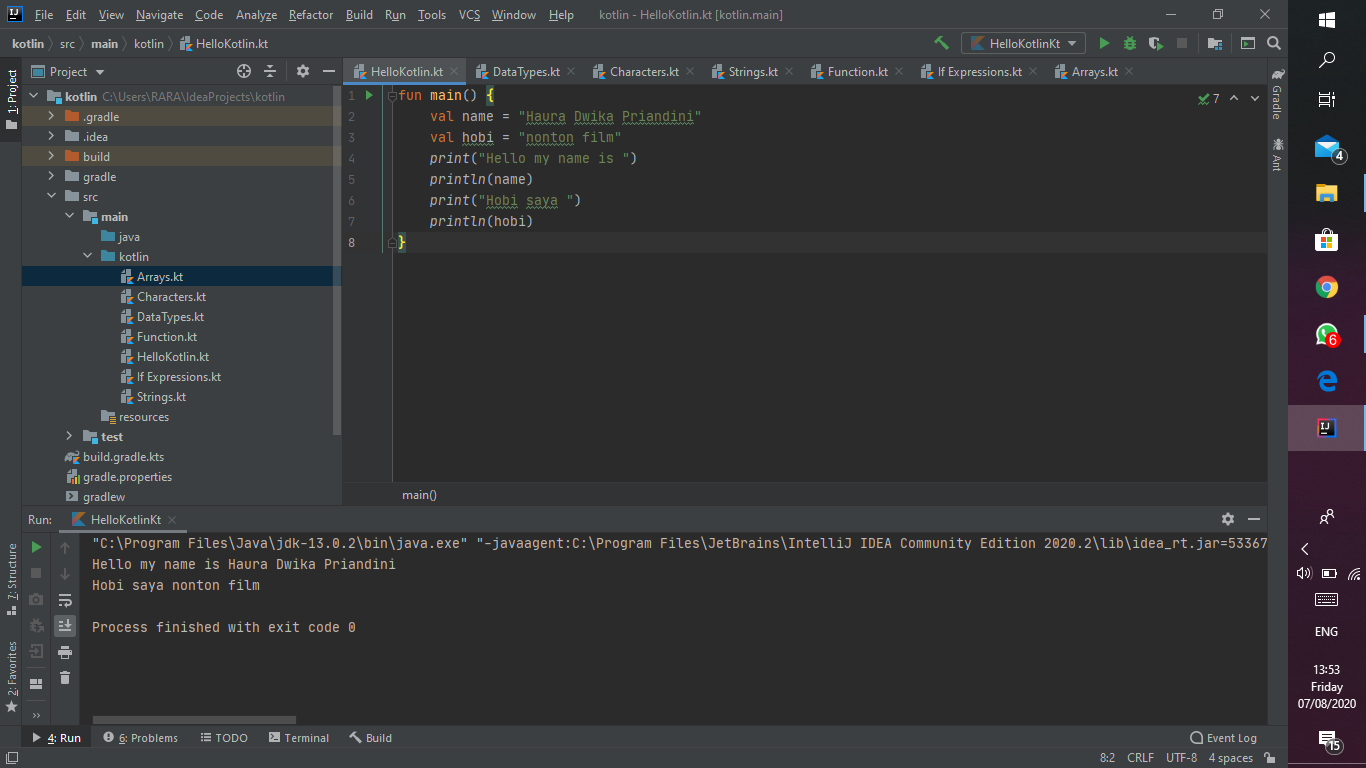 File Edit View Navigate Code Analyze Refactor Build Run Tools VCS Window Help kotlin - HelloKotlin.kt [kotlin.main]
kotlin src main kotlin HelloKotlin.kt
HelloKotlinKt
1: Project
Project
HelloKotlin.kt DataTypes.kt Characters.kt Strings.kt Function.kt If Expressions.kt Arrays.kt
kotlin C:\Users\RARA\IdeaProjects\kotlin
.gradle
.idea
build
gradle
src
main
java
kotlin
Arrays.kt
Characters.kt
DataTypes.kt
Function.kt
HelloKotlin.kt
If Expressions.kt
Strings.kt
resources
test
build.gradle.kts
gradle.properties
gradlew
1 fun main() {
2 val name = "Haura Dwika Priandini"
3 val hobi = "nonton film"
4 print("Hello my name is ")
5 println(name)
6 print("Hobi saya ")
7 println(hobi)
8 }
7
main()
Gradle
Ant
Run: HelloKotlinKt
"C:\Program Files\Java\jdk-13.0.2\bin\java.exe" "-javaagent:C:\Program Files\JetBrains\IntelliJ IDEA Community Edition 2020.2\lib\idea_rt.jar=53367
Hello my name is Haura Dwika Priandini
Hobi saya nonton film
Process finished with exit code 0
7: Structure
2: Favorites
4: Run 6: Problems TODO Terminal Build Event Log
8:2 CRLF UTF-8 4 spaces
4
6
ENG
13:53
Friday
07/08/2020
15